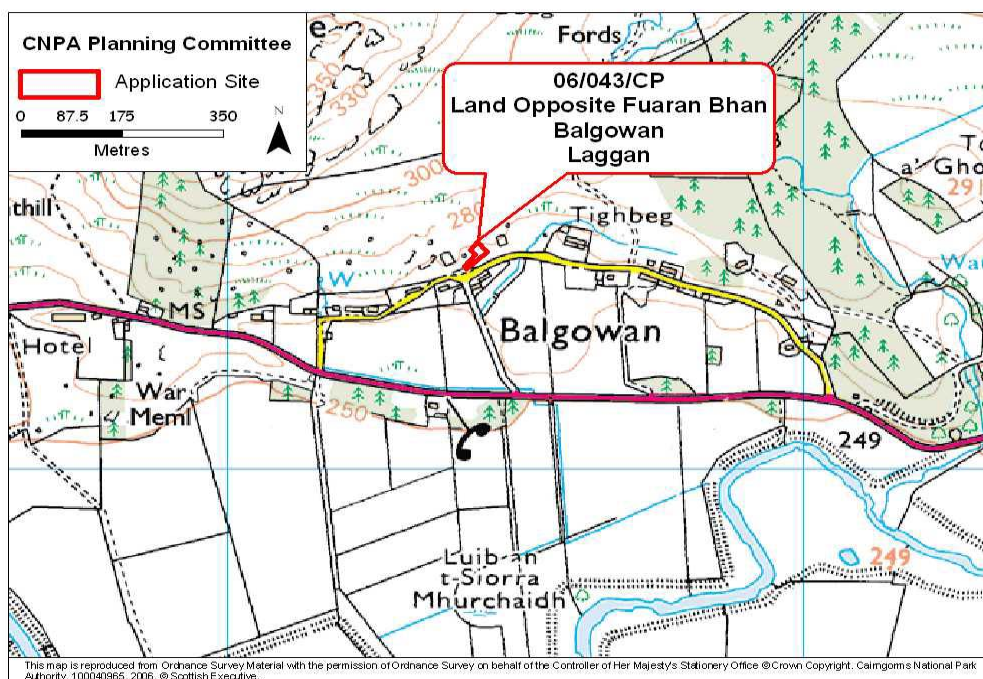 CNPA Planning Committee
Application Site
0 87.5 175 350
Metres
N
e
Fords
06/043/CP
Land Opposite Fuaran Bhan
Balgowan
Laggan
350
330
300
280
Tighbeg
291
thill
W
MS
Balgowan
Hotel
War
Meml
250
249
Luib-an
t-Siorra
Mhurchaidh
249
This map is reproduced from Ordnance Survey Material with the permission of Ordnance Survey on behalf of the Controller of Her Majesty's Stationery Office © Crown Copyright. Cairngorms National Park
Authority. 100040965, 2006. © Scottish Executive.